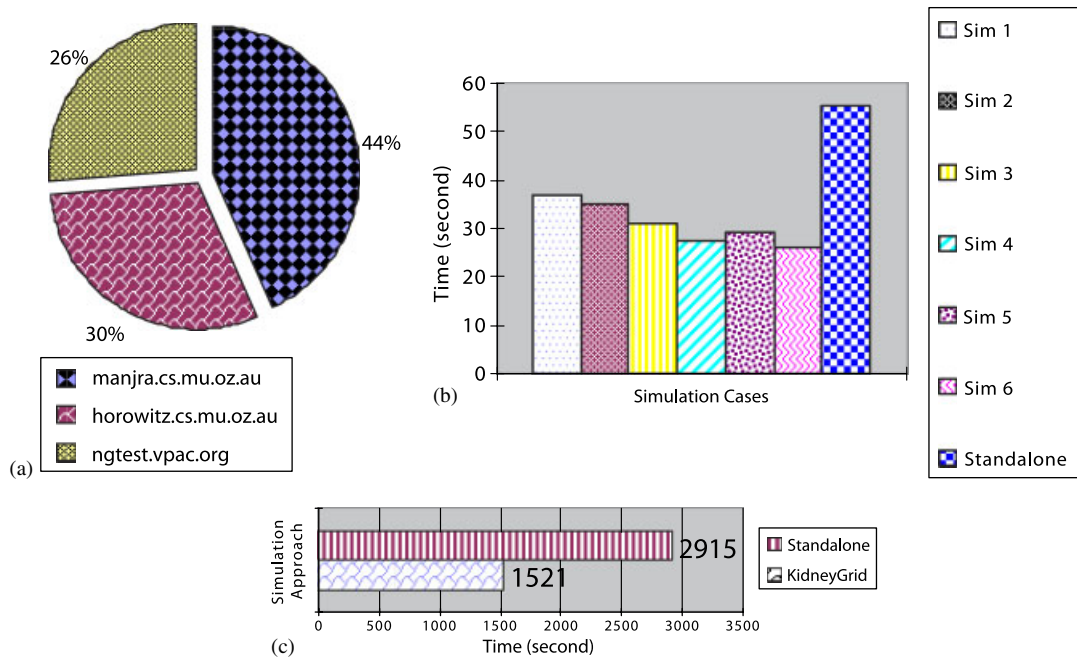 26%
44%
30%
manjra.cs.mu.oz.au
horowitz.cs.mu.oz.au
ngtest.vpac.org
(a)
60
50
40
30
20
10
0
Time (second)
Simulation Cases
(b)
Sim 1
Sim 2
Sim 3
Sim 4
Sim 5
Sim 6
Standalone
Simulation
Approach
2915
1521
0 500 1000 1500 2000 2500 3000 3500
Time (second)
Standalone
KidneyGrid
(c)